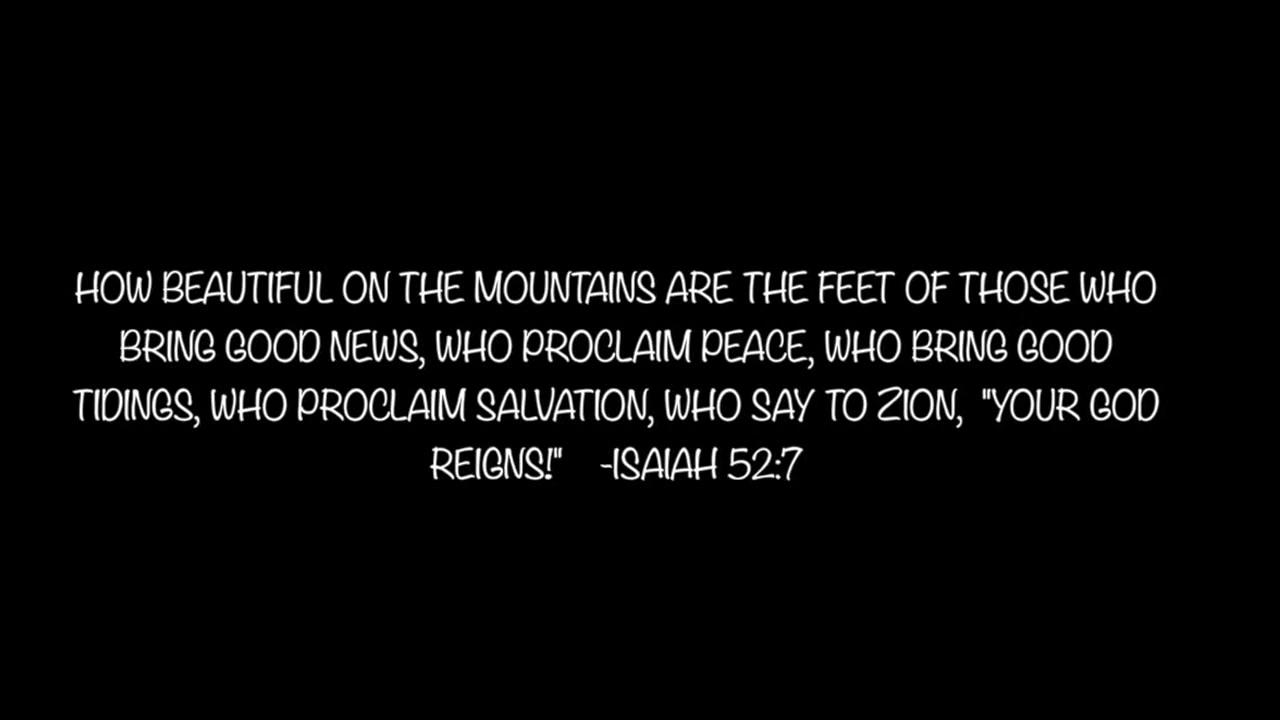 HOW BEAUTIFUL ON THE MOUNTAINS ARE THE FEET OF THOSE WHO
BRING GOOD NEWS, WHO PROCLAIM PEACE, WHO BRING GOOD
TIDINGS, WHO PROCLAIM SALVATION, WHO SAY TO ZION, "YOUR GOD
REIGNS!" -ISAIAH 52:7